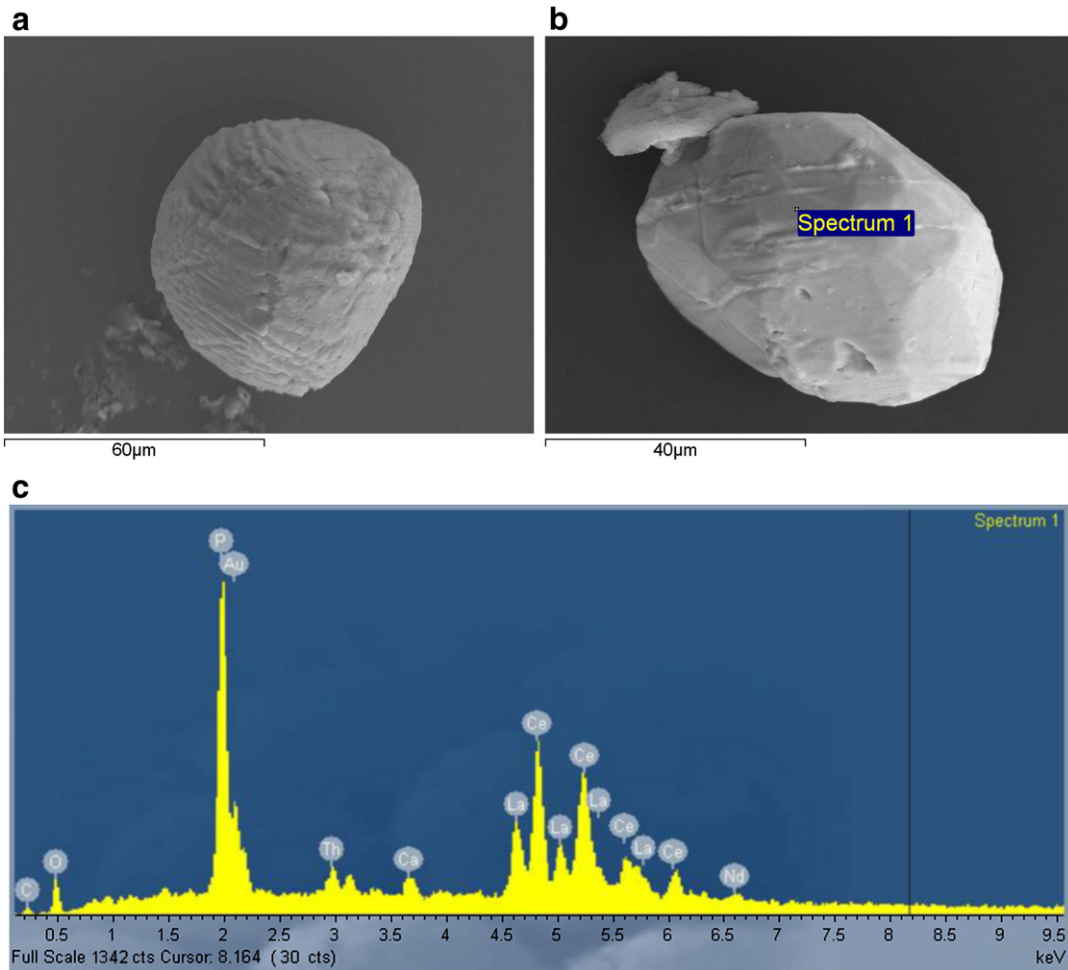 a
b
Spectrum 1
60µm
40µm
c
Spectrum 1
P
Au
Ce
Ce
La
La
La
Ce
O
Th
Ca
La
Ce
C
Nd
0.5 1 1.5 2 2.5 3 3.5 4 4.5 5 5.5 6 6.5 7 7.5 8 8.5 9 9.5
Full Scale 1342 cts Cursor: 8.164 (30 cts) keV